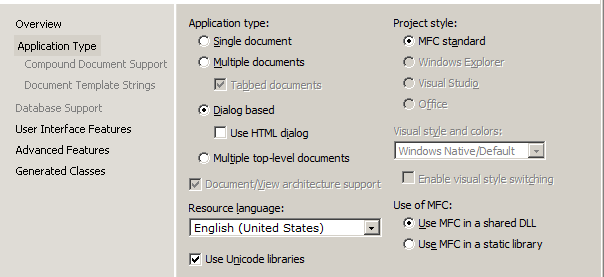 Overview
Application Type
Compound Document Support
Document Template Strings
Database Support
User Interface Features
Advanced Features
Generated Classes
Application type:
Single document
Multiple documents
Tabbed documents
Dialog based
Use HTML dialog
Multiple top-level documents
Document/View architecture support
Resource language:
English (United States)
Use Unicode libraries
Project style:
MFC standard
Windows Explorer
Visual Studio
Office
Visual style and colors:
Windows Native/Default
Enable visual style switching
Use of MFC:
Use MFC in a shared DLL
Use MFC in a static library